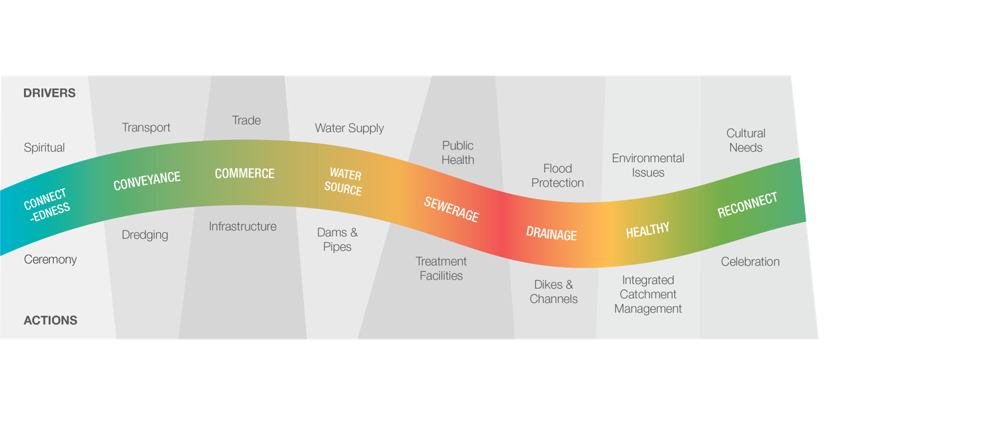 DRIVERS
Spiritual
Transport
Trade
Water Supply
Public
Health
Flood
Protection
Environmental
Issues
Cultural
Needs
CONNECT
-EDNESS
CONVEYANCE
COMMERCE
WATER
SOURCE
SEWERAGE
DRAINAGE
HEALTHY
RECONNECT
Ceremony
Dredging
Infrastructure
Dams &
Pipes
Treatment
Facilities
Dikes &
Channels
Integrated
Catchment
Management
Celebration
ACTIONS